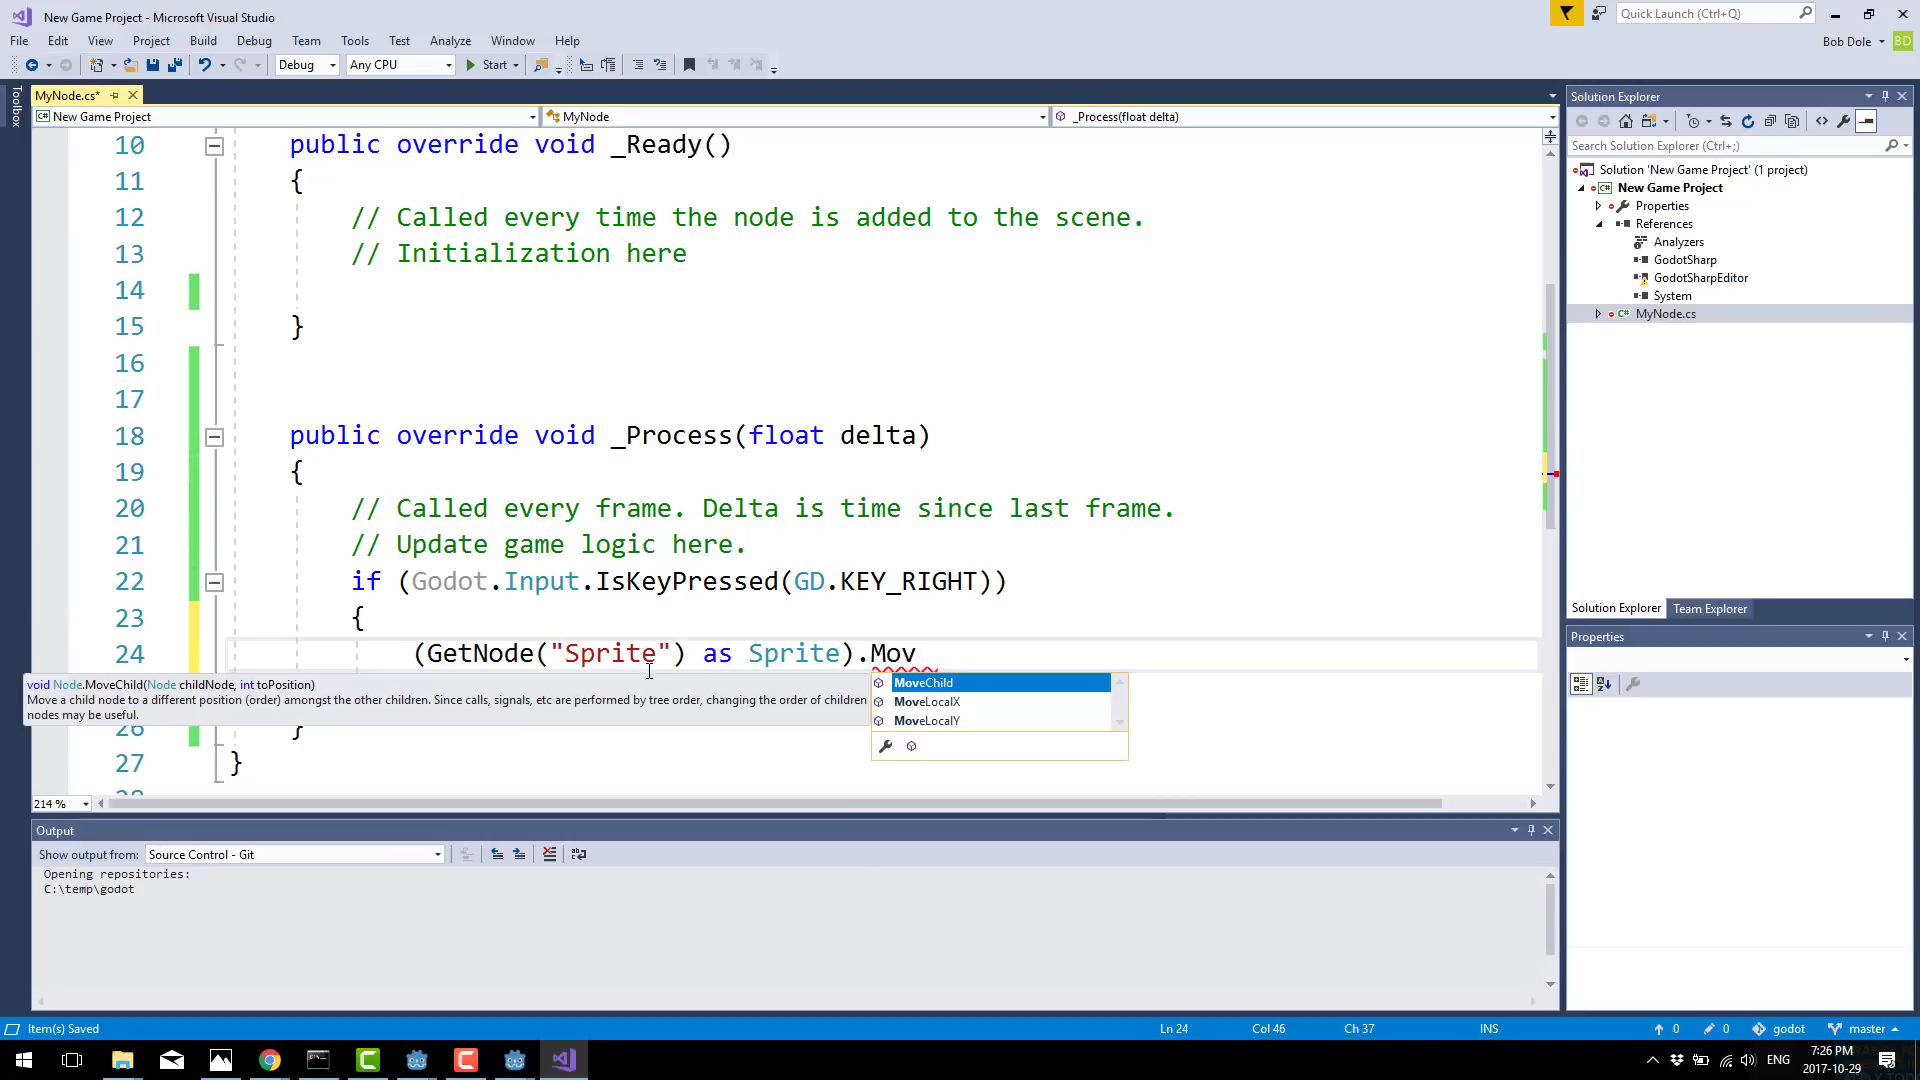 New Game Project - Microsoft Visual Studio
Quick Launch (Ctrl+Q)
File Edit View Project Build Debug Team Tools Test Analyze Window Help
Bob Dole BD
Debug Any CPU Start
Toolbox
MyNode.cs*
New Game Project MyNode _Process(float delta)
10 public override void _Ready()
11 {
12 // Called every time the node is added to the scene.
13 // Initialization here
14
15 }
16
17
18 public override void _Process(float delta)
19 {
20 // Called every frame. Delta is time since last frame.
21 // Update game logic here.
22 if (Godot.Input.IsKeyPressed(GD.KEY_RIGHT))
23 {
24 (GetNode("Sprite") as Sprite).Mov
void Node.MoveChild(Node childNode, int toPosition)
Move a child node to a different position (order) amongst the other children. Since calls, signals, etc are performed by tree order, changing the order of children
nodes may be useful.
MoveChild
MoveLocalX
MoveLocalY
26 }
27 }
28
214 %
Output
Show output from: Source Control - Git
Opening repositories:
C:\temp\godot
Solution Explorer
Search Solution Explorer (Ctrl+;)
Solution 'New Game Project' (1 project)
New Game Project
Properties
References
Analyzers
GodotSharp
GodotSharpEditor
System
MyNode.cs
Solution Explorer Team Explorer
Properties
Item(s) Saved Ln 24 Col 46 Ch 37 INS 0 0 godot master
ENG 7:26 PM
2017-10-29